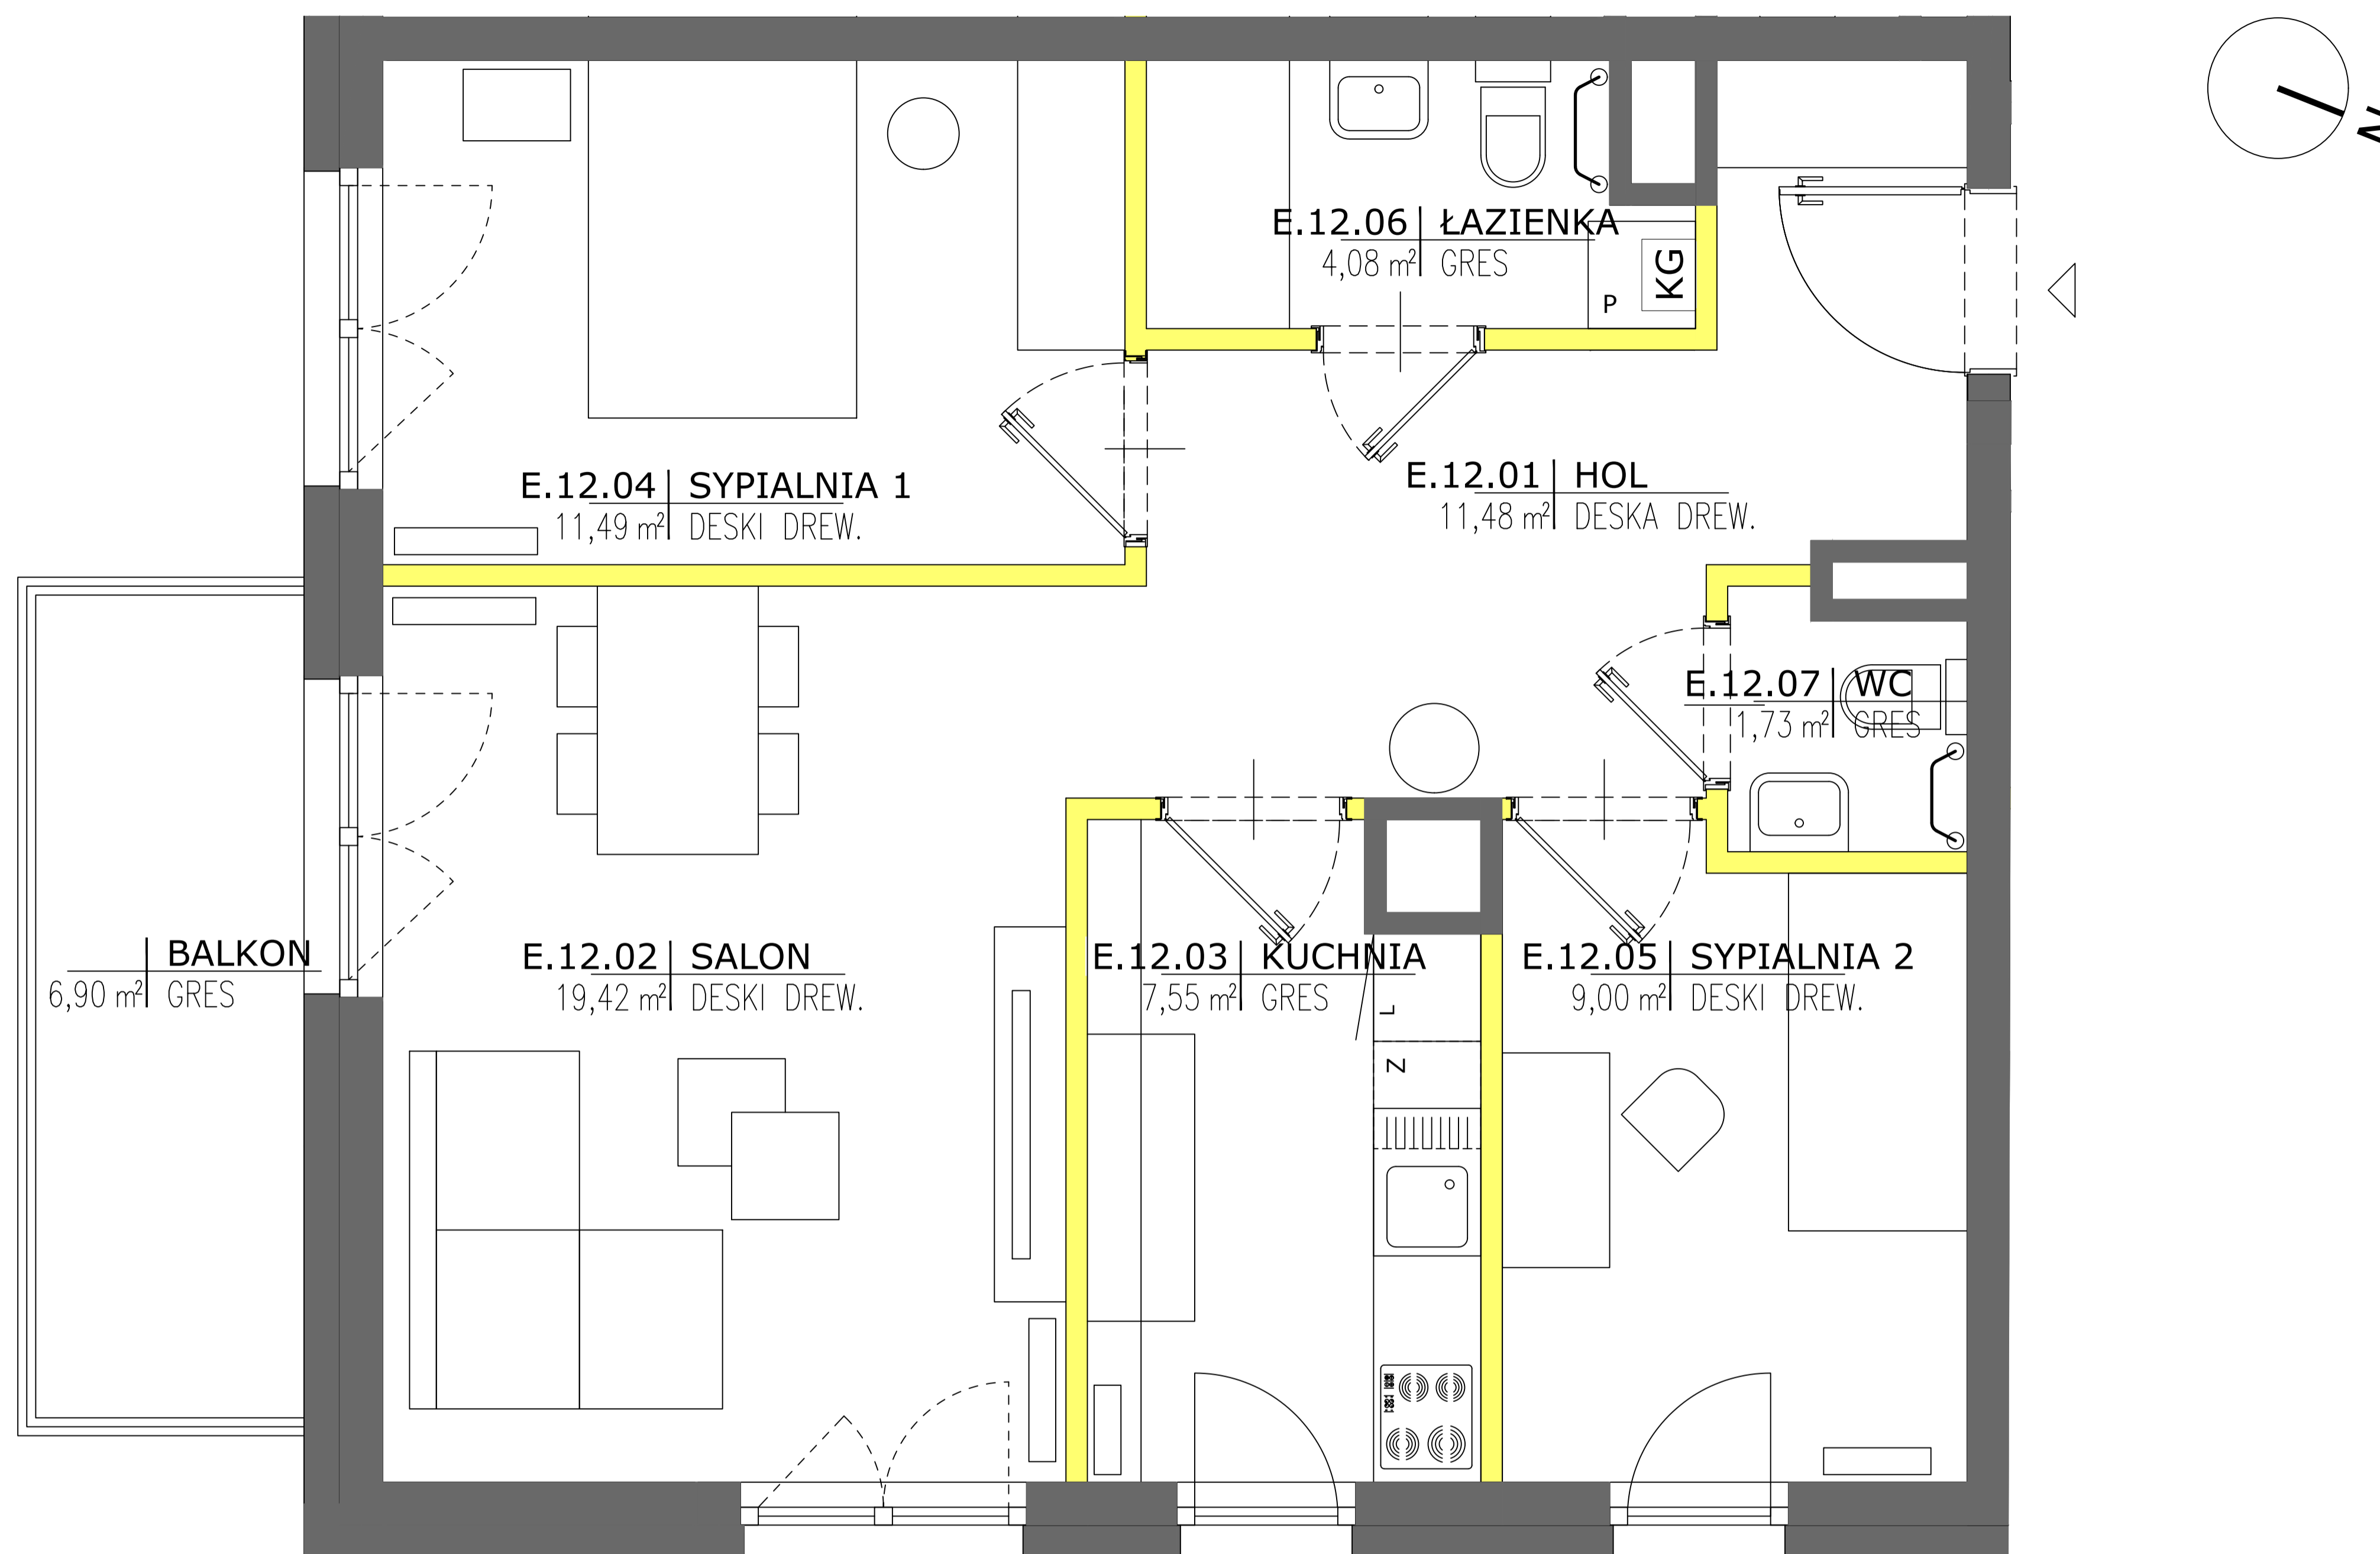 N
E.12.06 ŁAZIENKA
4,08 m² GRES
KG
P
E.12.04 SYPIALNIA 1
11,49 m² DESKI DREW.
E.12.01 HOL
11,48 m² DESKA DREW.
E.12.07 WC
1,73 m² GRES
BALKON
6,90 m² GRES
E.12.02 SALON
19,42 m² DESKI DREW.
E.12.03 KUCHNIA
7,55 m² GRES
E.12.05 SYPIALNIA 2
9,00 m² DESKI DREW.
L
Z